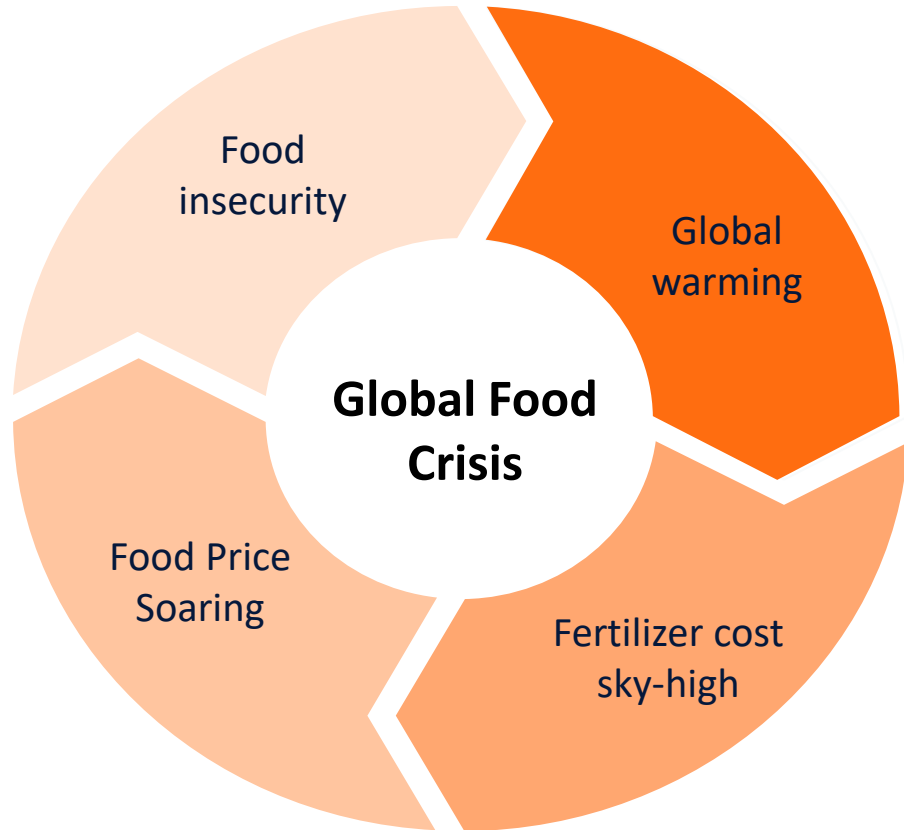 Food
insecurity
Global
warming
Global Food
Crisis
Food Price
Soaring
Fertilizer cost
sky-high